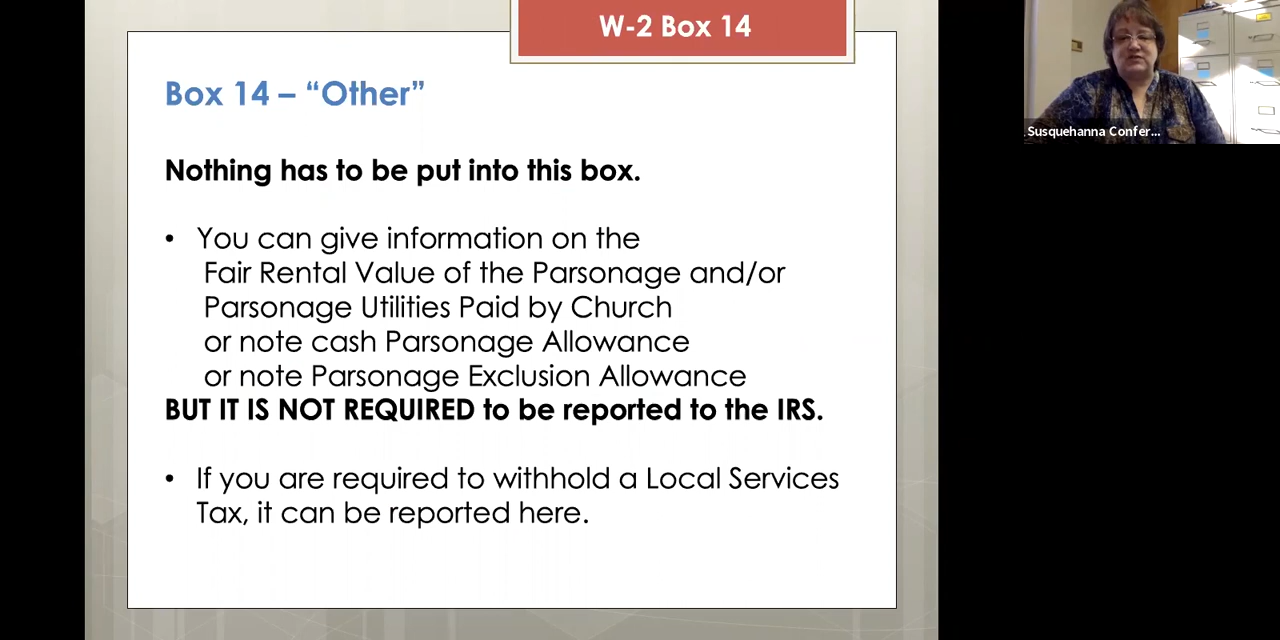 W-2 Box 14
Box 14 – “Other”
Nothing has to be put into this box.
• You can give information on the
Fair Rental Value of the Parsonage and/or
Parsonage Utilities Paid by Church
or note cash Parsonage Allowance
or note Parsonage Exclusion Allowance
BUT IT IS NOT REQUIRED to be reported to the IRS.
• If you are required to withhold a Local Services
Tax, it can be reported here.
Susquehanna Confer...